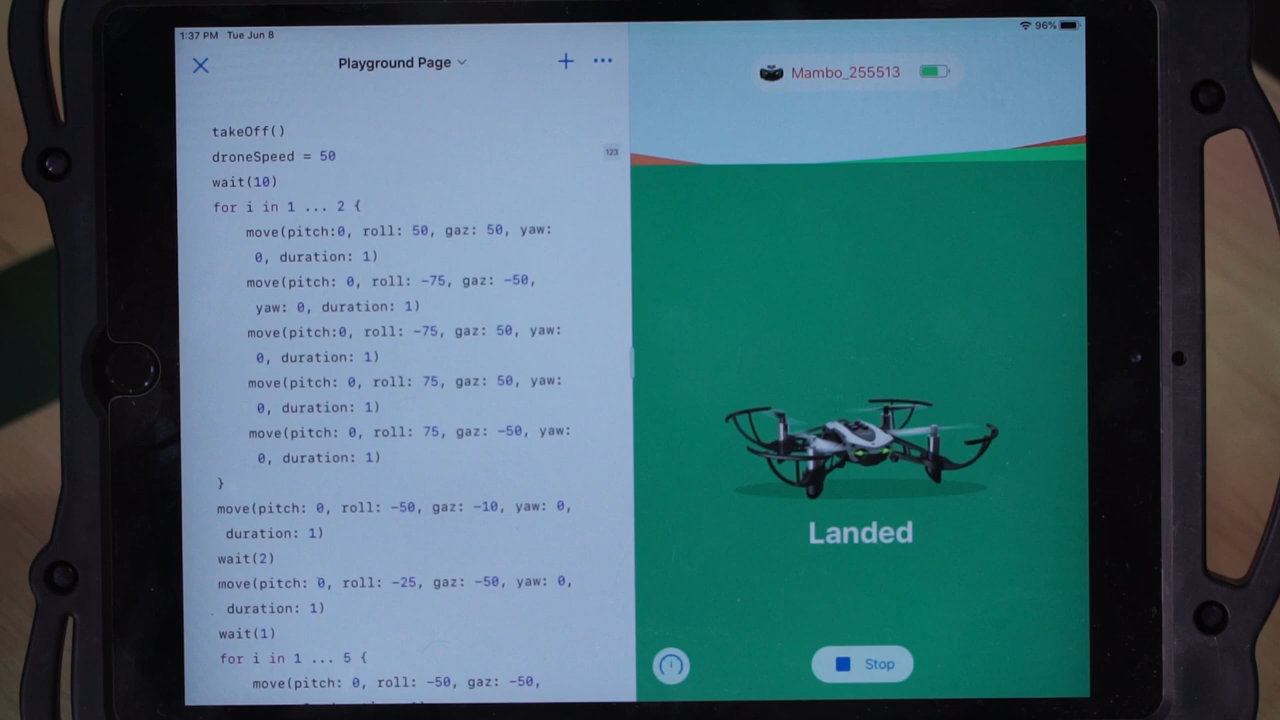 1:37 PM Tue Jun 8
96%
Playground Page
takeOff()
droneSpeed = 50
123
wait(10)
for i in 1 ... 2 {
move(pitch:0, roll: 50, gaz: 50, yaw:
0, duration: 1)
move(pitch: 0, roll: -75, gaz: -50,
yaw: 0, duration: 1)
move(pitch:0, roll: -75, gaz: 50, yaw:
0, duration: 1)
move(pitch: 0, roll: 75, gaz: 50, yaw:
0, duration: 1)
move(pitch: 0, roll: 75, gaz: -50, yaw:
0, duration: 1)
}
move(pitch: 0, roll: -50, gaz: -10, yaw: 0,
duration: 1)
wait(2)
move(pitch: 0, roll: -25, gaz: -50, yaw: 0,
duration: 1)
wait(1)
for i in 1 ... 5 {
move(pitch: 0, roll: -50, gaz: -50,
Mambo_255513
Landed
Stop